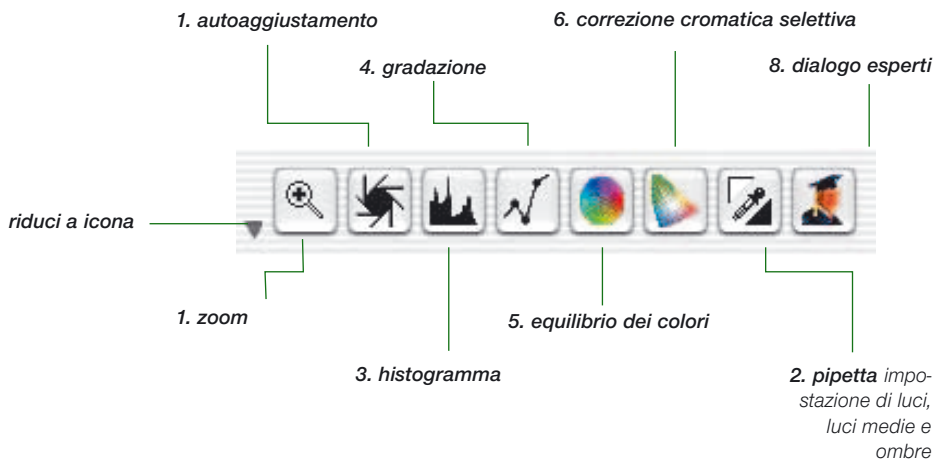 1. autoaggiustamento
6. correzione cromatica selettiva
4. gradazione
8. dialogo esperti
riduci a icona
1. zoom
5. equilibrio dei colori
3. histogramma
2. pipetta impo-
stazione di luci,
luci medie e
ombre